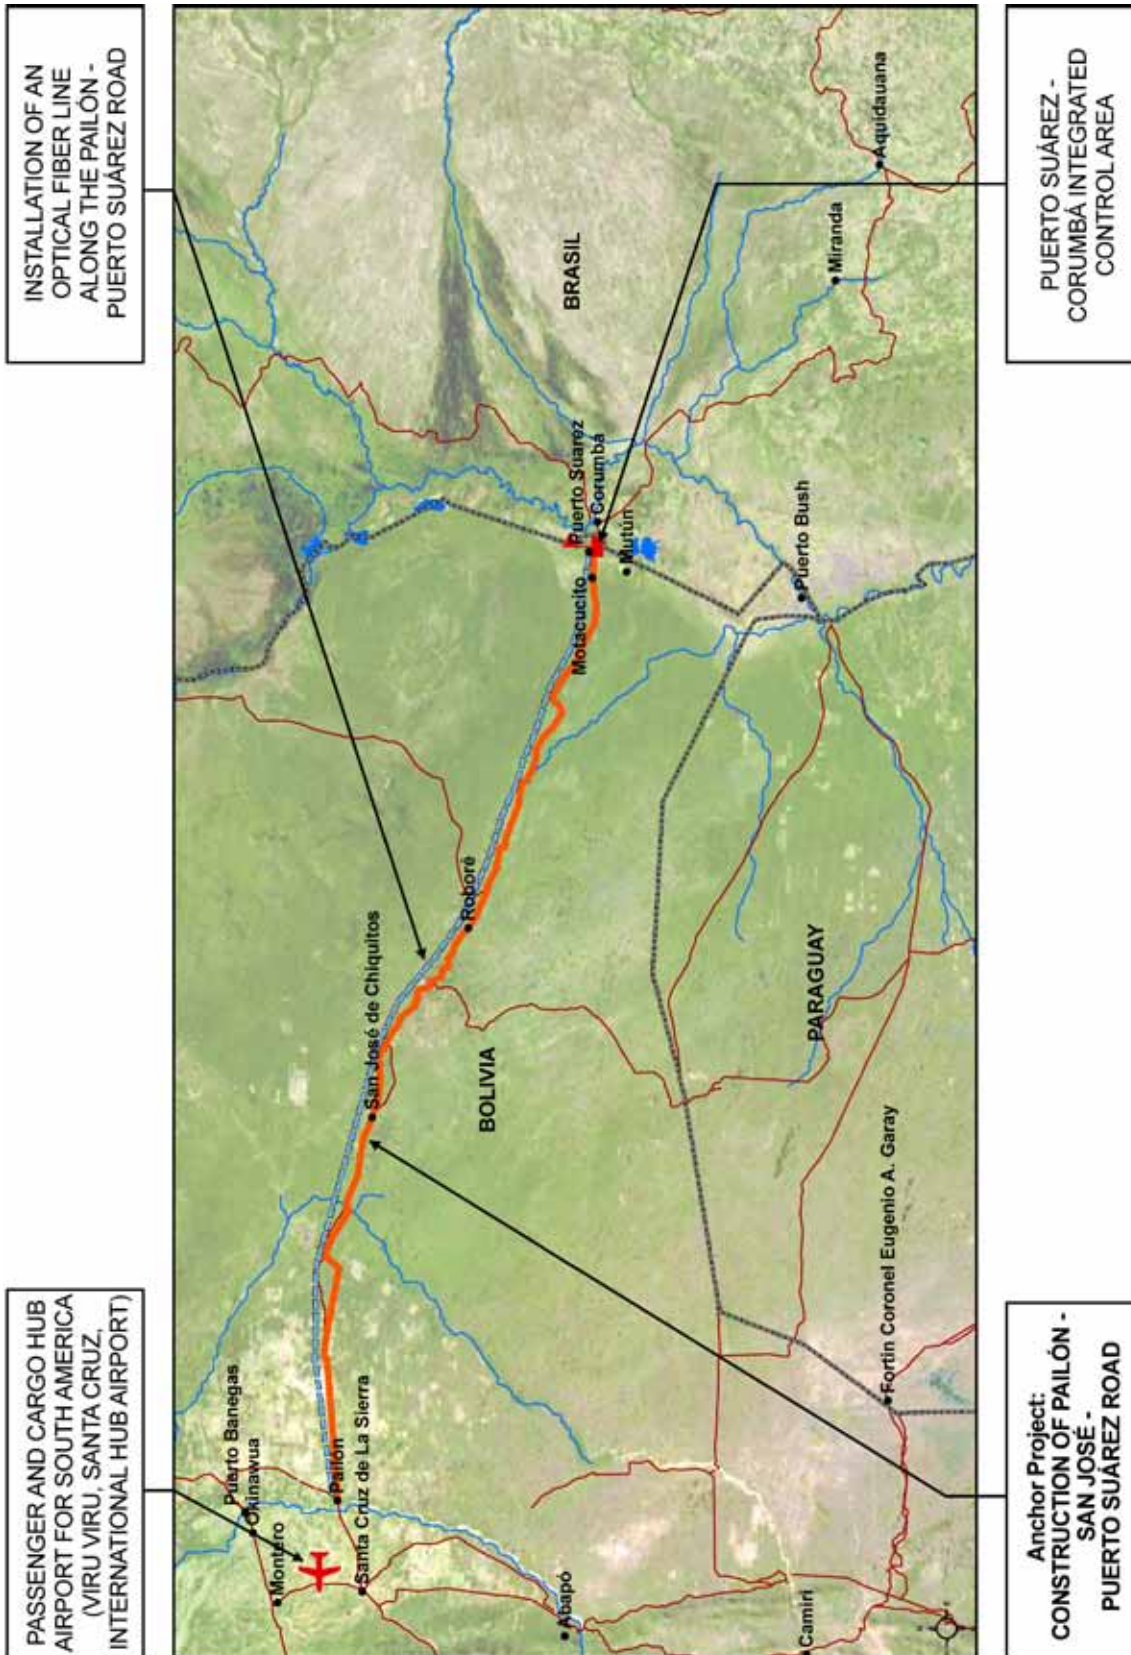 PASSENGER AND CARGO HUB
AIRPORT FOR SOUTH AMERICA
(VIRU VIRU, SANTA CRUZ,
INTERNATIONAL HUB AIRPORT)
INSTALLATION OF AN
OPTICAL FIBER LINE
ALONG THE PAILÓN -
PUERTO SUÁREZ ROAD
Puerto Banegas
Okinawua
Montero
Pailón
Santa Cruz de La Sierra
San José de Chiquitos
Roboré
BOLIVIA
BRASIL
Motacucito
Puerto Suarez
Corumba
Mutún
Abapó
Camiri
Puerto Bush
Miranda
Aquidauana
PARAGUAY
Fortin Coronel Eugenio A. Garay
Anchor Project:
CONSTRUCTION OF PAILÓN -
SAN JOSÉ -
PUERTO SUÁREZ ROAD
PUERTO SUÁREZ -
CORUMBÁ INTEGRATED
CONTROL AREA